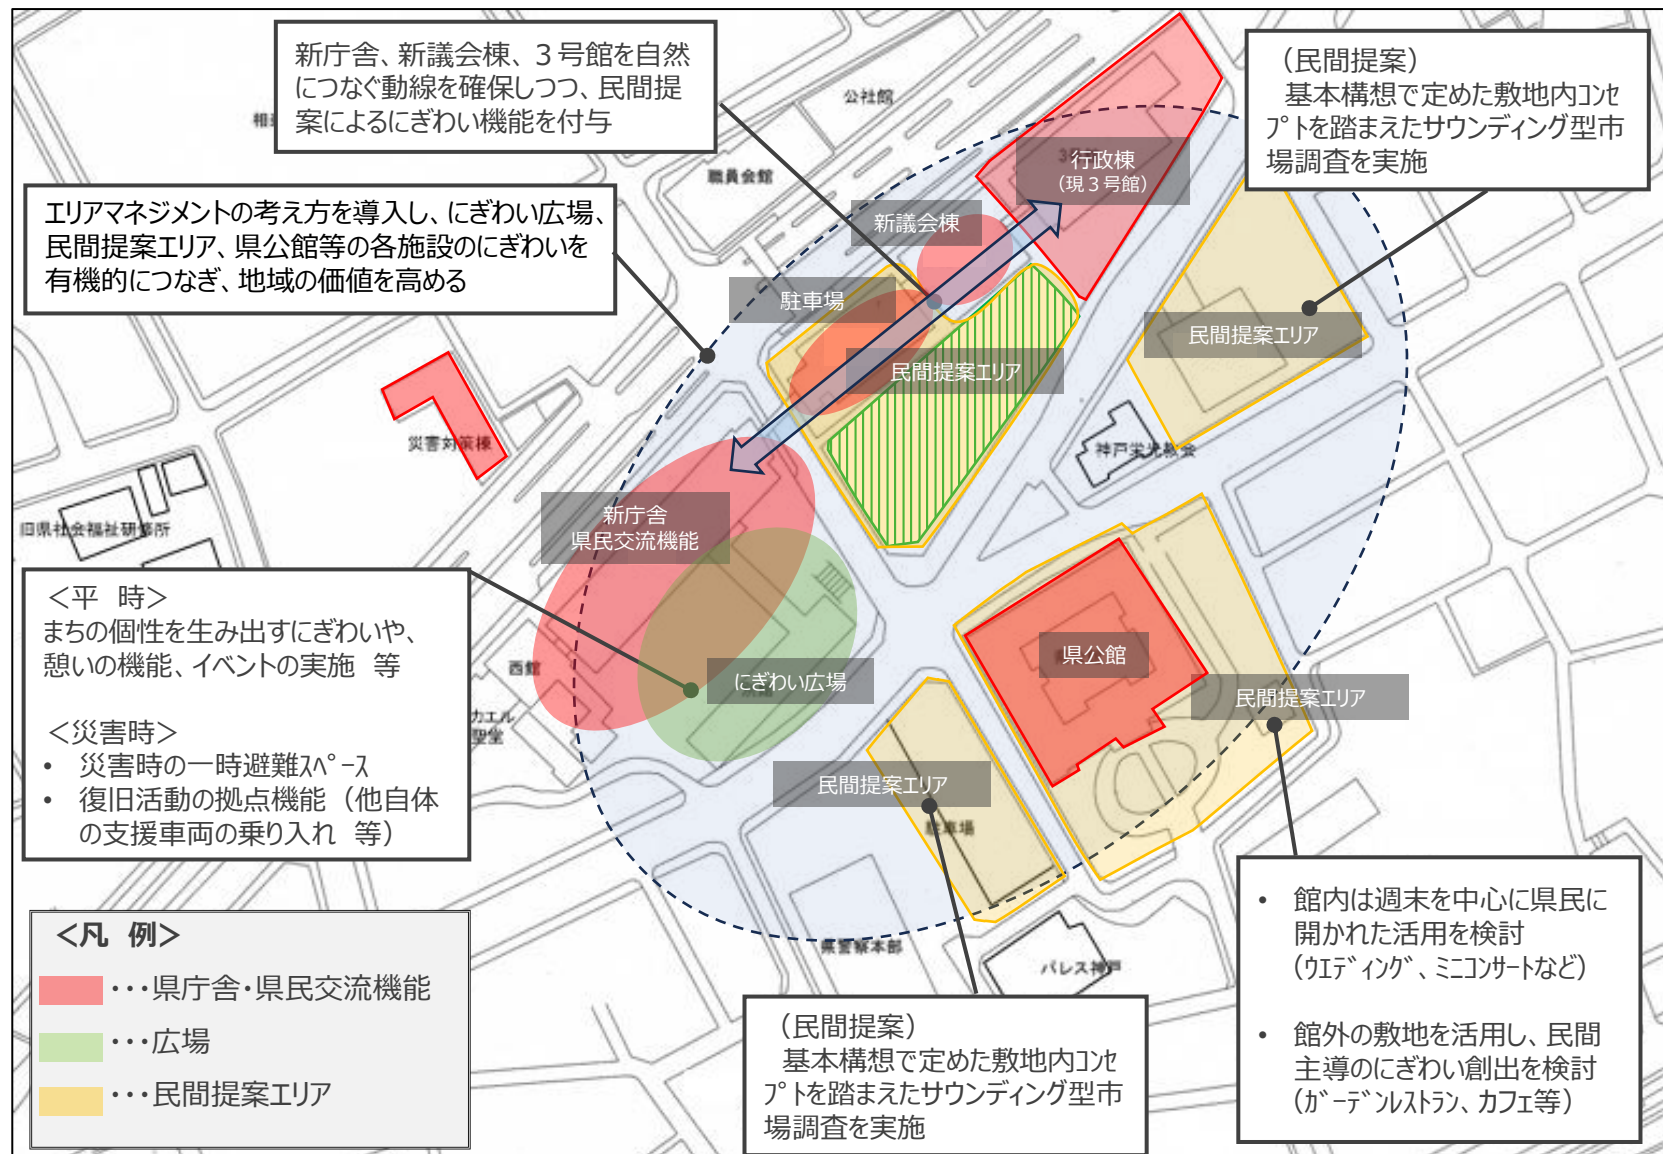 新庁舎、新議会棟、３号館を自然
につなぐ動線を確保しつつ、民間提
案によるにぎわい機能を付与
（民間提案）
基本構想で定めた敷地内ｺﾝｾ
ﾌﾟﾄを踏まえたサウンディング型市
場調査を実施
エリアマネジメントの考え方を導入し、にぎわい広場、
民間提案エリア、県公館等の各施設のにぎわいを
有機的につなぎ、地域の価値を高める
公社館
職員会館
行政棟
（現３号館）
新議会棟
駐車場
民間提案エリア
民間提案エリア
災害対策棟
神戸栄光教会
旧県社会福祉研修所
新庁舎
県民交流機能
＜平　時＞
まちの個性を生み出すにぎわいや、
憩いの機能、イベントの実施　等
＜災害時＞
• 災害時の一時避難ｽﾍﾟｰｽ
• 復旧活動の拠点機能（他自体
の支援車両の乗り入れ　等）
西館
にぎわい広場
県公館
民間提案エリア
カエル
聖堂
民間提案エリア
駐車場
県警察本部
パレス神戸
＜凡　例＞
・・・県庁舎・県民交流機能
・・・広場
・・・民間提案エリア
（民間提案）
基本構想で定めた敷地内ｺﾝｾ
ﾌﾟﾄを踏まえたサウンディング型市
場調査を実施
• 館内は週末を中心に県民に
開かれた活用を検討
（ｳｴﾃﾞｨﾝｸﾞ、ミニコンサートなど）
• 館外の敷地を活用し、民間
主導のにぎわい創出を検討
（ｶﾞｰﾃﾞﾝﾚｽﾄﾗﾝ、カフェ等）